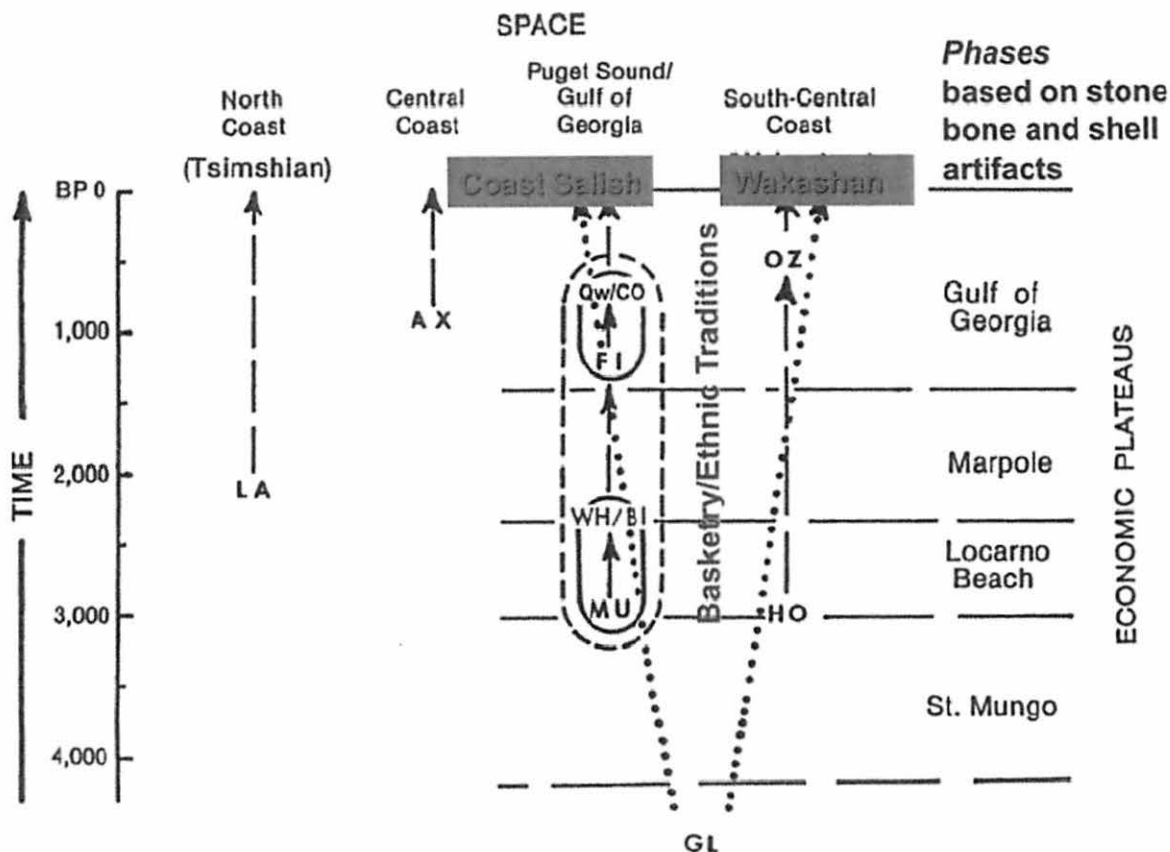 SPACE
North
Coast
(Tsimshian)
Central
Coast
Puget Sound/
Gulf of
Georgia
South-Central
Coast
Phases
based on stone
bone and shell
artifacts
BP 0
Coast Salish
Wakashan
TIME
1,000
2,000
3,000
4,000
LA
AX
Qw/CO
FI
WH/BI
MU
Basketry/Ethnic Traditions
OZ
HO
GL
Gulf of
Georgia
Marpole
Locarno
Beach
St. Mungo
ECONOMIC PLATEAUS